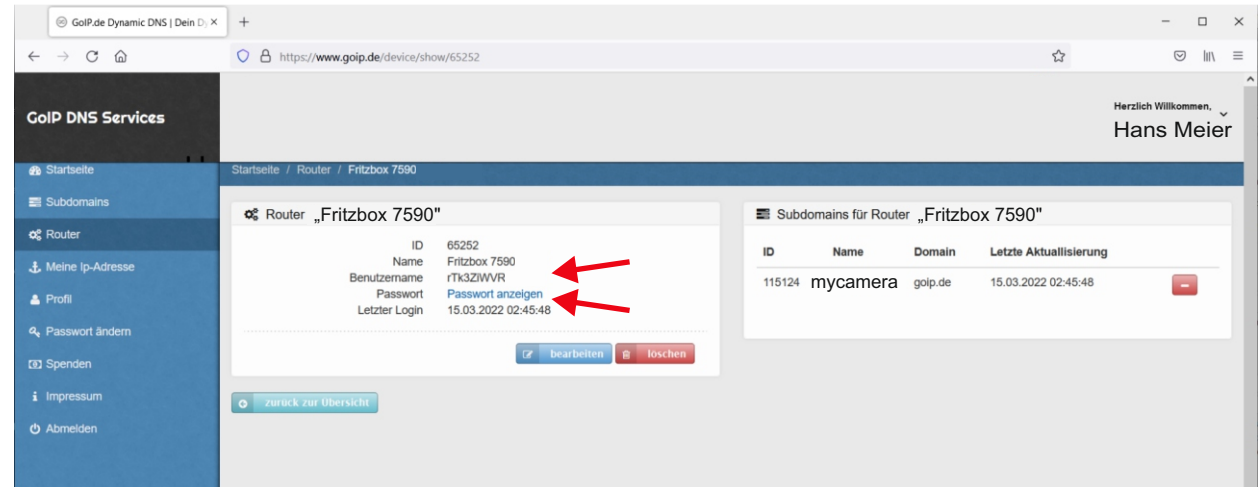 GoIP.de Dynamic DNS | Dein Dy
https://www.goip.de/device/show/65252
GoIP DNS Services
Herzlich Willkommen,
Hans Meier
Startseite
Subdomains
Router
Meine Ip-Adresse
Profil
Passwort ändern
Spenden
Impressum
Abmelden
Startseite / Router / Fritzbox 7590
Router „Fritzbox 7590"
ID 65252
Name Fritzbox 7590
Benutzername rTk3ZiWVR
Passwort Passwort anzeigen
Letzter Login 15.03.2022 02:45:48
bearbeiten
löschen
zurück zur Übersicht
Subdomains für Router „Fritzbox 7590"
ID Name Domain Letzte Aktuallisierung
115124 mycamera goip.de 15.03.2022 02:45:48